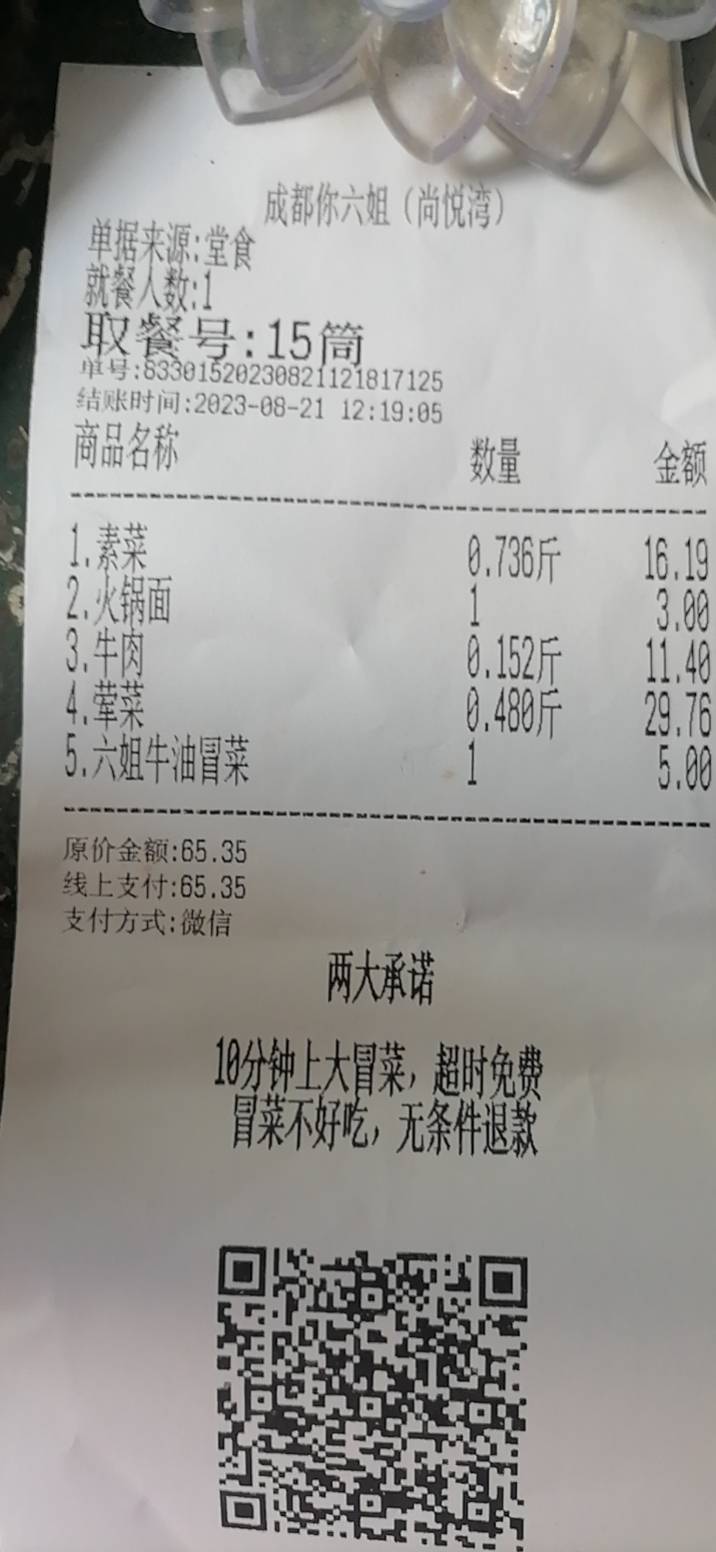 成都你六姐（尚悦湾）
单据来源:堂食
就餐人数:1
取餐号:15筒
单号:833015202308211218​17125
结账时间:2023-08-21 12:19:05
商品名称 数量 金额
1.素菜 0.736斤 16.19
2.火锅面 1 3.00
3.牛肉 0.152斤 11.40
4.荤菜 0.480斤 29.76
5.六姐牛油冒菜 1 5.00
原价金额:65.35
线上支付:65.35
支付方式:微信
两大承诺
10分钟上大冒菜，超时免费
冒菜不好吃，无条件退款